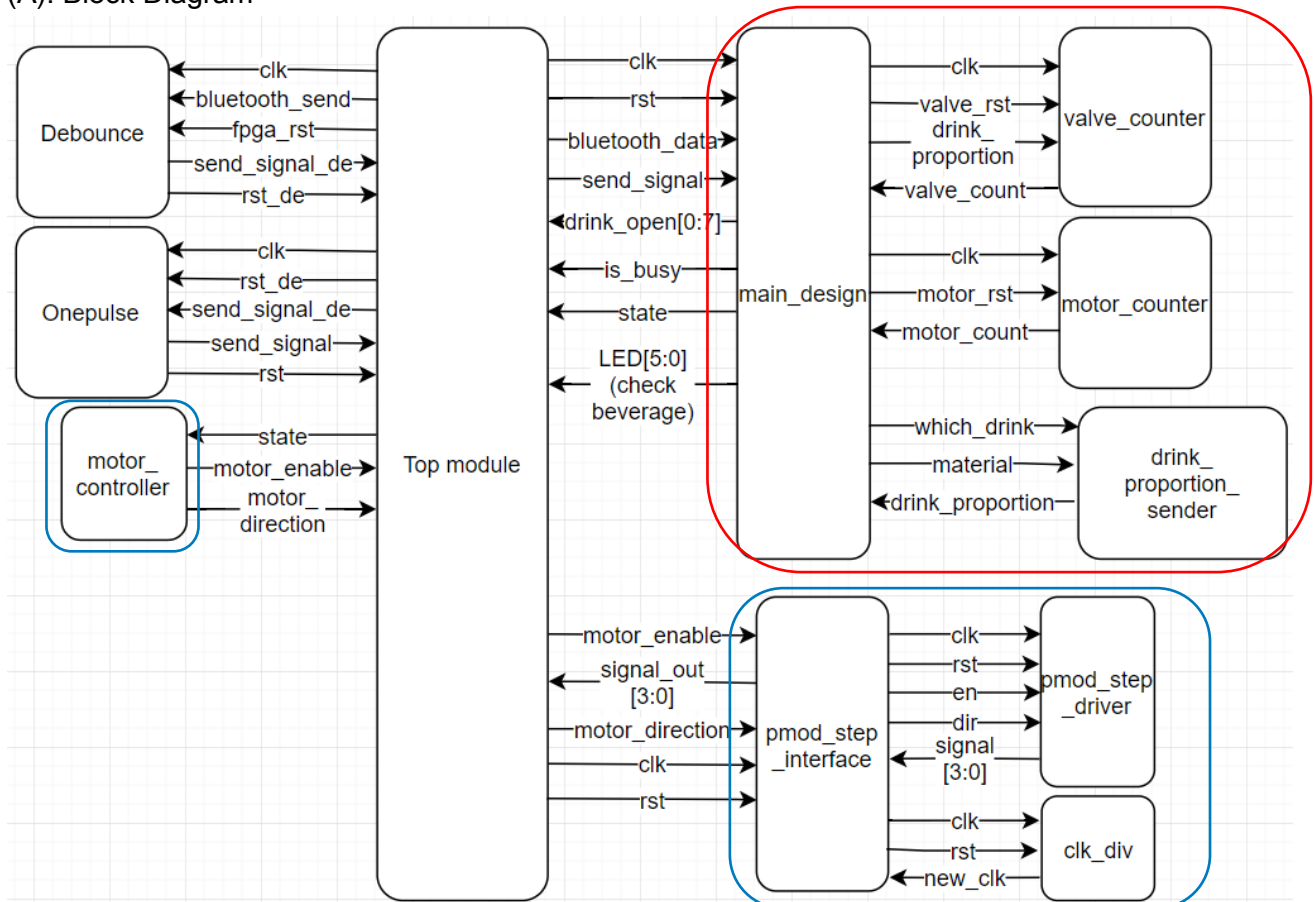 (A). Block Diagram
Debounce
clk
bluetooth_send
fpga_rst
send_signal_de
rst_de
Onepulse
clk
rst_de
send_signal_de
send_signal
rst
motor_
controller
state
motor_enable
motor_
direction
Top module
clk
rst
bluetooth_data
send_signal
drink_open[0:7]
is_busy
state
LED[5:0]
(check
beverage)
main_design
clk
valve_rst
drink_
proportion
valve_count
valve_counter
clk
motor_rst
motor_count
motor_counter
which_drink
material
drink_proportion
drink_
proportion_
sender
motor_enable
signal_out
[3:0]
motor_direction
clk
rst
pmod_step
_interface
clk
rst
en
dir
signal
[3:0]
pmod_step
_driver
clk
rst
new_clk
clk_div